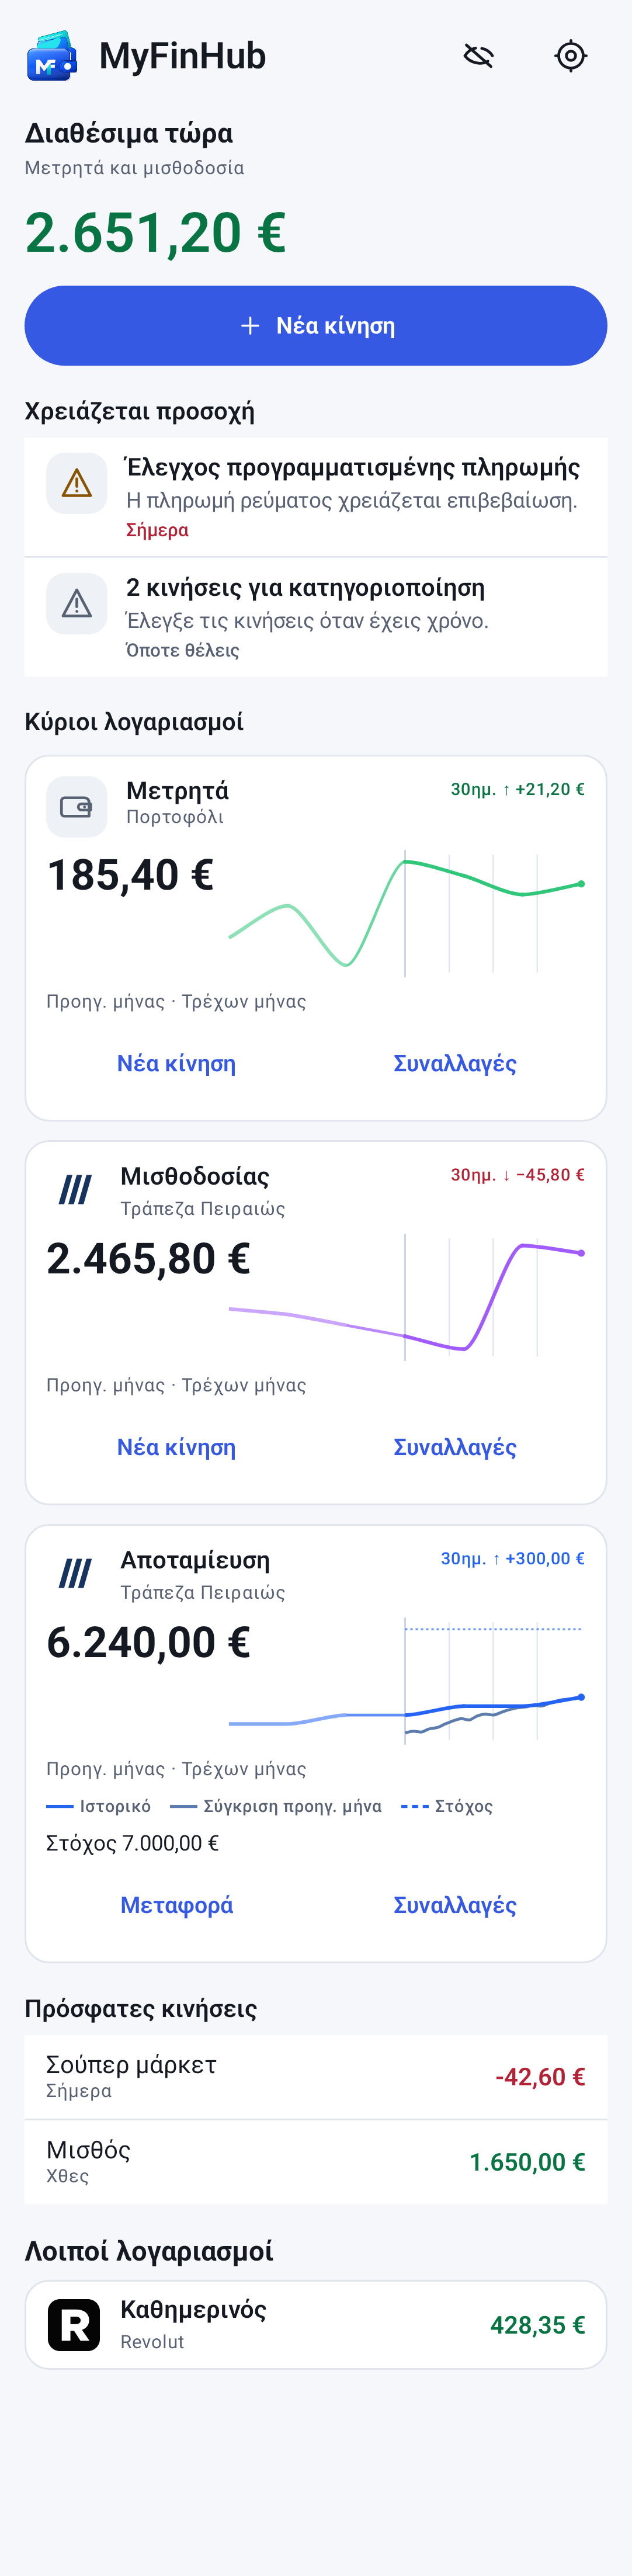 MyFinHub
Διαθέσιμα τώρα
Μετρητά και μισθοδοσία
2.651,20 €
+ Νέα κίνηση
Χρειάζεται προσοχή
Έλεγχος προγραμματισμένης πληρωμής
Η πληρωμή ρεύματος χρειάζεται επιβεβαίωση.
Σήμερα
2 κινήσεις για κατηγοριοποίηση
Έλεγξε τις κινήσεις όταν έχεις χρόνο.
Όποτε θέλεις
Κύριοι λογαριασμοί
Μετρητά
30ημ. ↑ +21,20 €
Πορτοφόλι
185,40 €
Προηγ. μήνας · Τρέχων μήνας
Νέα κίνηση Συναλλαγές
Μισθοδοσίας
30ημ. ↓ −45,80 €
Τράπεζα Πειραιώς
2.465,80 €
Προηγ. μήνας · Τρέχων μήνας
Νέα κίνηση Συναλλαγές
Αποταμίευση
30ημ. ↑ +300,00 €
Τράπεζα Πειραιώς
6.240,00 €
Προηγ. μήνας · Τρέχων μήνας
Ιστορικό Σύγκριση προηγ. μήνα Στόχος
Στόχος 7.000,00 €
Μεταφορά Συναλλαγές
Πρόσφατες κινήσεις
Σούπερ μάρκετ
Σήμερα
-42,60 €
Μισθός
Χθες
1.650,00 €
Λοιποί λογαριασμοί
R
Καθημερινός
Revolut
428,35 €